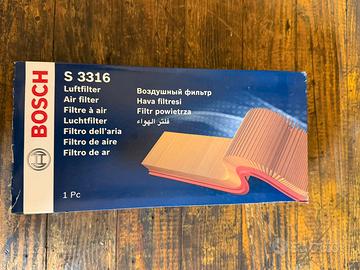 BOSCH
S 3316
Luftfilter
Air filter
Filtre à air
Luchtfilter
Filtro dell'aria
Filtro de aire
Filtro de ar
Воздушный фильтр
Hava filtresi
Filtr powietrza
فلتر الهواء
1 Pc